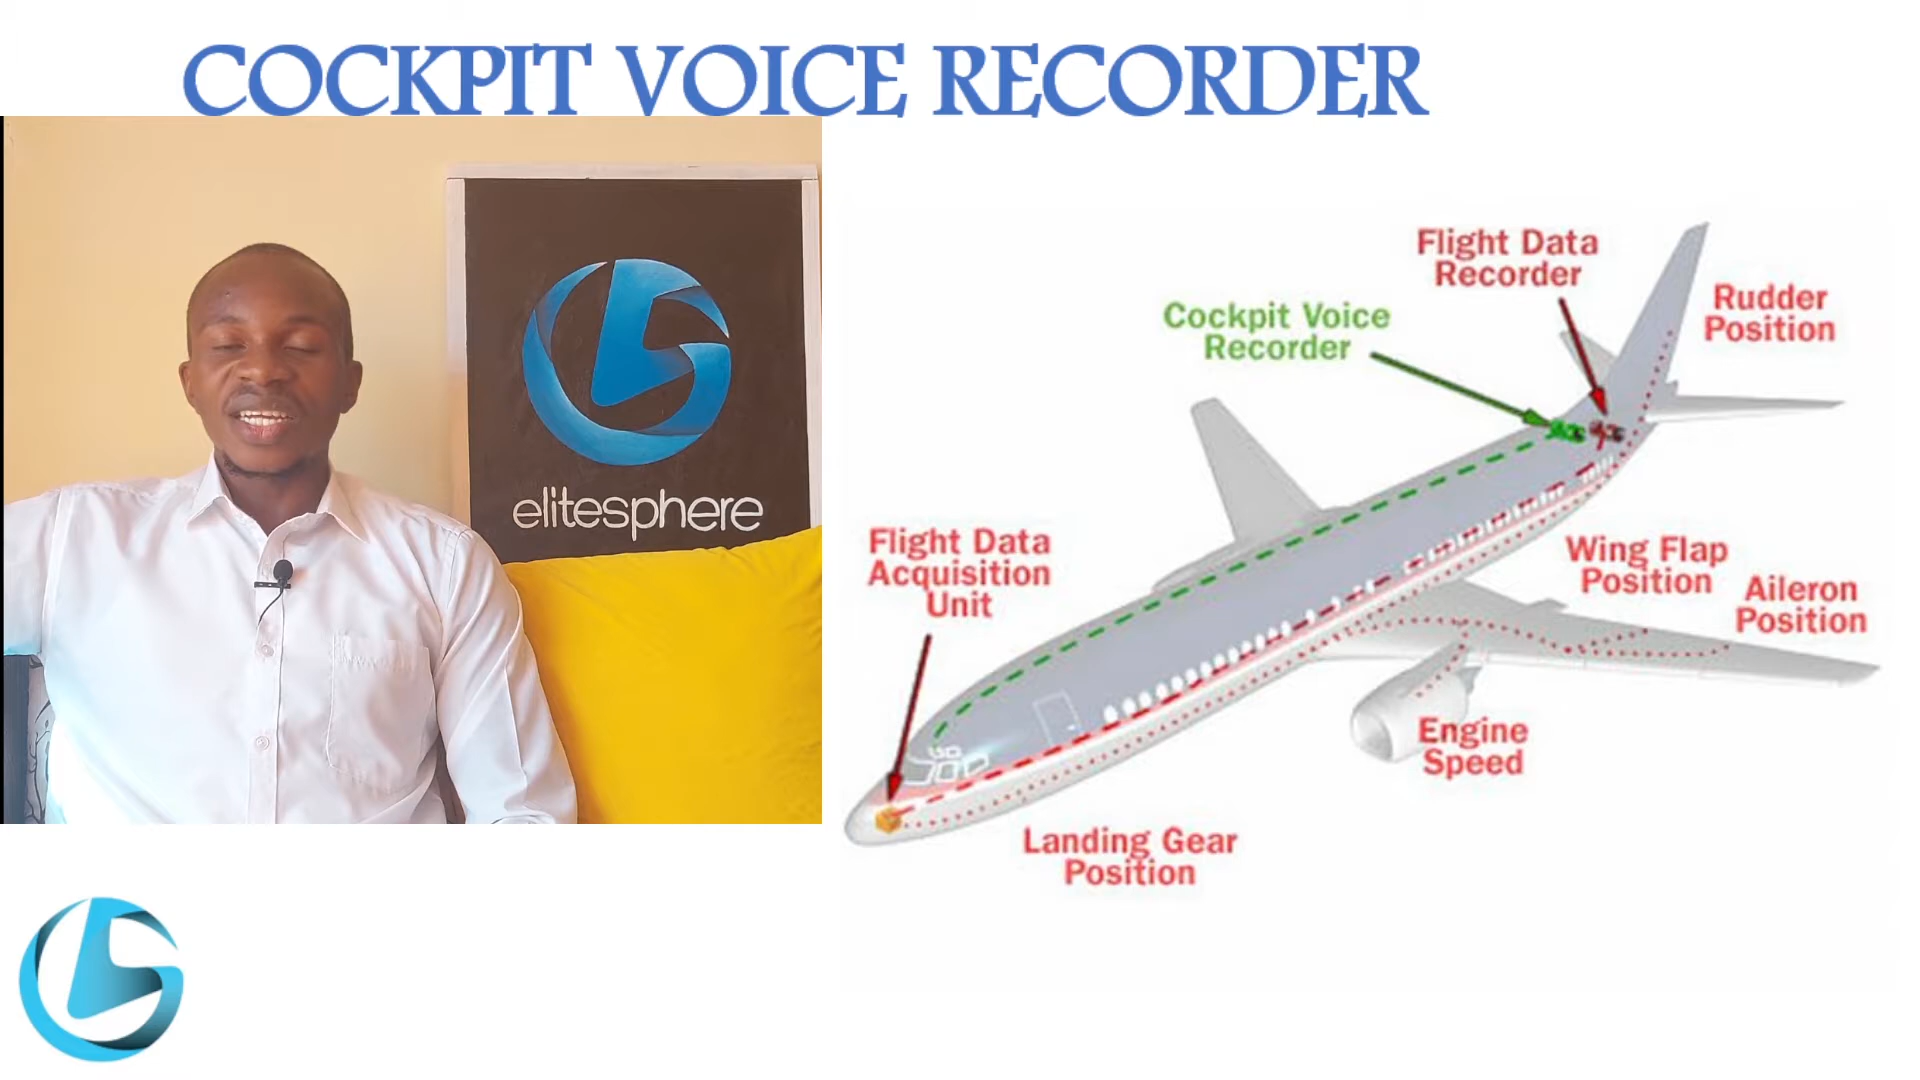 COCKPIT VOICE RECORDER
elitesphere
Flight Data
Recorder
Cockpit Voice
Recorder
Rudder
Position
Flight Data
Acquisition
Unit
Wing Flap
Position
Aileron
Position
Engine
Speed
Landing Gear
Position